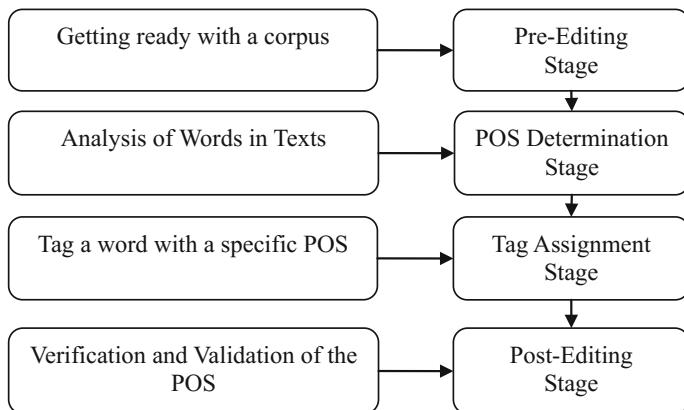 Getting ready with a corpus
Pre-Editing
Stage
Analysis of Words in Texts
POS Determination
Stage
Tag a word with a specific POS
Tag Assignment
Stage
Verification and Validation of the
POS
Post-Editing
Stage